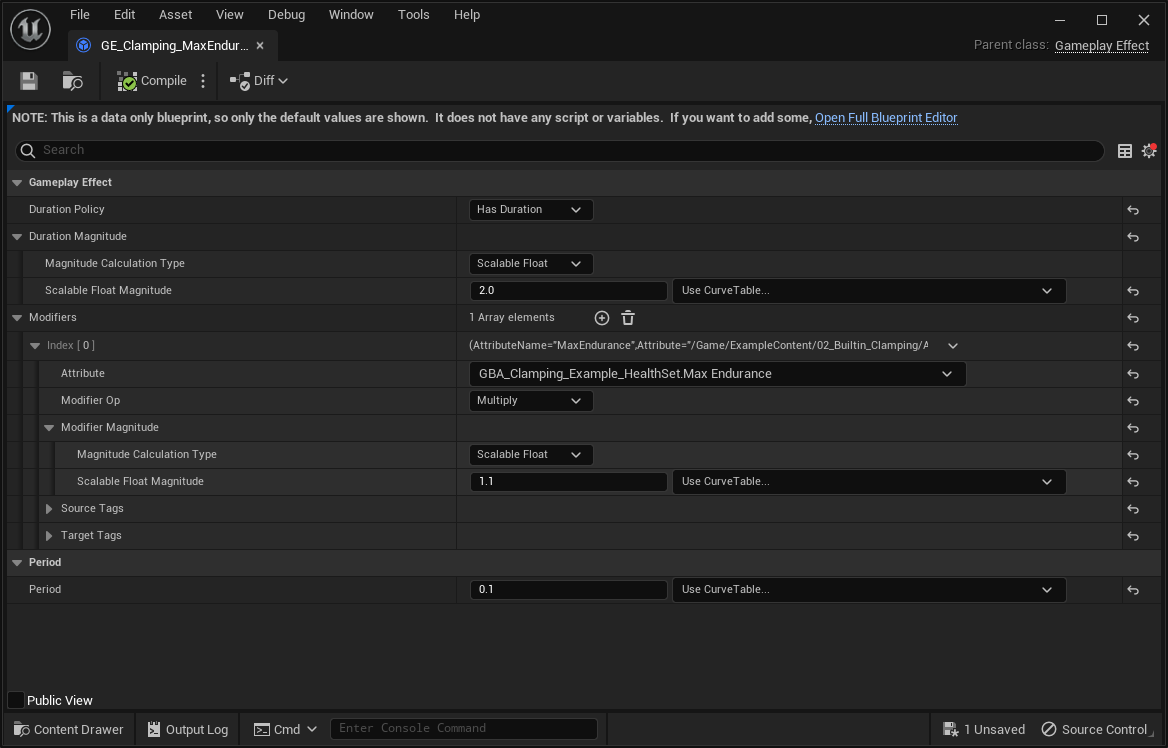 File Edit Asset View Debug Window Tools Help
GE_Clamping_MaxEndur...
Parent class: Gameplay Effect
Compile Diff
NOTE: This is a data only blueprint, so only the default values are shown. It does not have any script or variables. If you want to add some, Open Full Blueprint Editor
Search
Gameplay Effect
Duration Policy Has Duration
Duration Magnitude
Magnitude Calculation Type Scalable Float
Scalable Float Magnitude 2.0 Use CurveTable...
Modifiers 1 Array elements
Index [ 0 ] (AttributeName="MaxEndurance",Attribute="/Game/ExampleContent/02_Builtin_Clamping/A
Attribute GBA_Clamping_Example_HealthSet.Max Endurance
Modifier Op Multiply
Modifier Magnitude
Magnitude Calculation Type Scalable Float
Scalable Float Magnitude 1.1 Use CurveTable...
Source Tags
Target Tags
Period
Period 0.1 Use CurveTable...
Public View
Content Drawer Output Log Cmd Enter Console Command 1 Unsaved Source Control